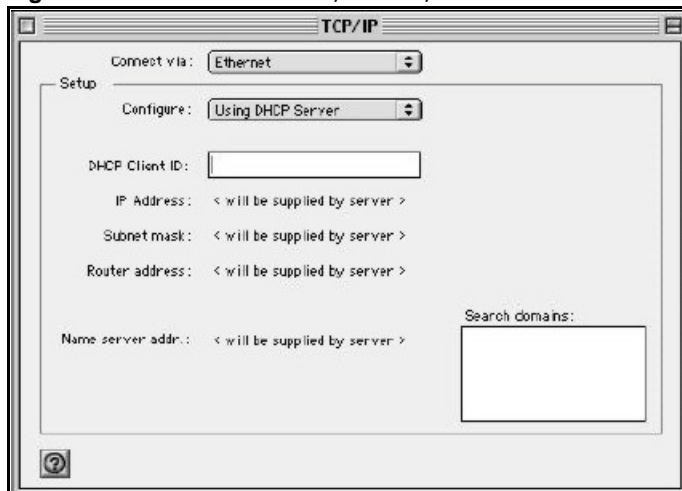 TCP/IP
Connect via: Ethernet
Setup
Configure: Using DHCP Server
DHCP Client ID:
IP Address: < will be supplied by server >
Subnet mask: < will be supplied by server >
Router address: < will be supplied by server >
Search domains:
Name server addr.: < will be supplied by server >
?